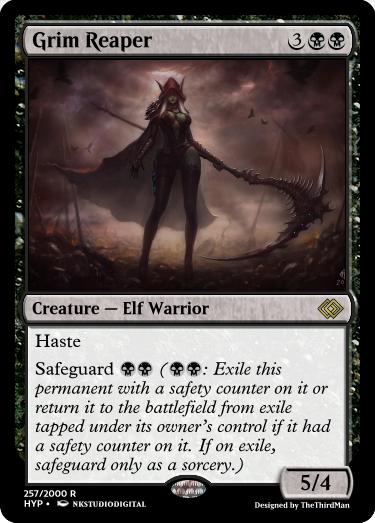 Grim Reaper 3
Creature — Elf Warrior
Haste
Safeguard (: Exile this
permanent with a safety counter on it or
return it to the battlefield from exile
tapped under its owner's control if it had
a safety counter on it. If on exile,
safeguard only as a sorcery.)
5/4
257/2000 R
HYP • NKSTUDIODIGITAL
Designed by TheThirdMan